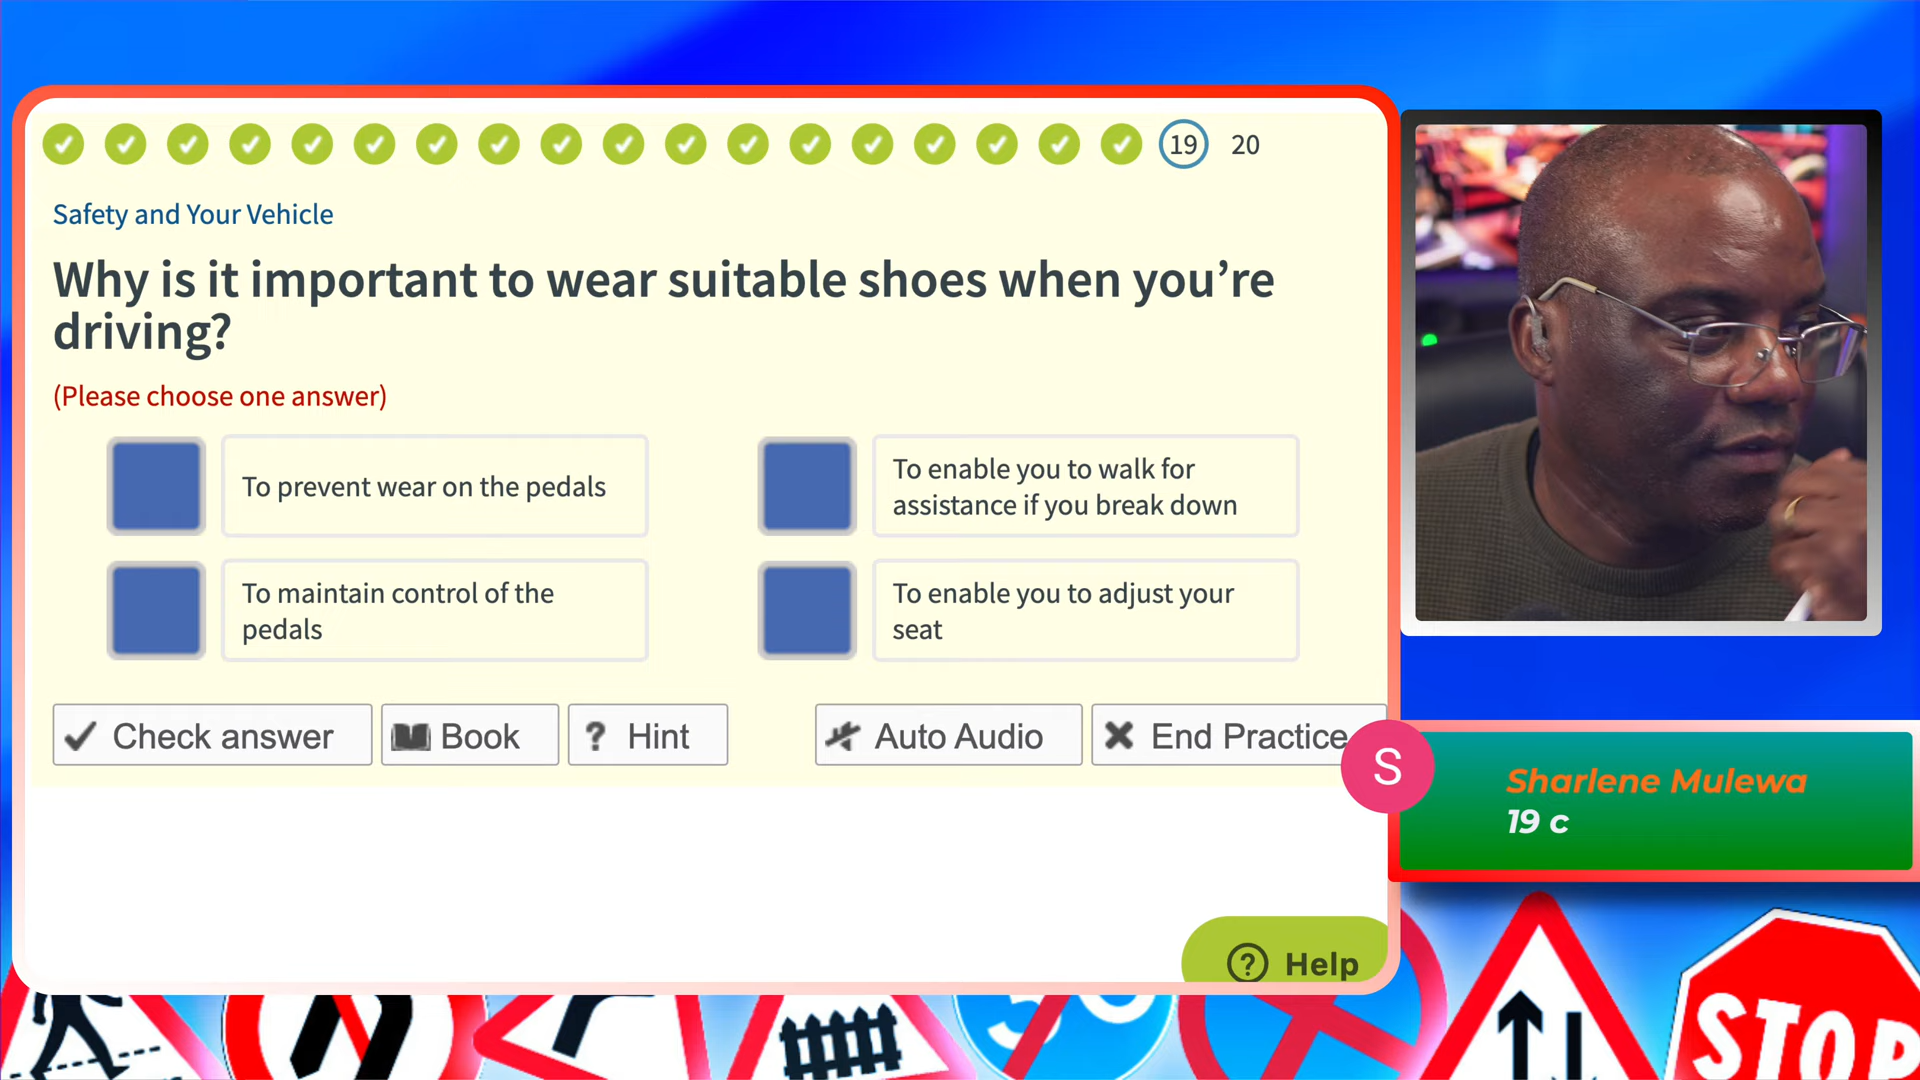 19 20
Safety and Your Vehicle
Why is it important to wear suitable shoes when you’re
driving?
(Please choose one answer)
To prevent wear on the pedals
To enable you to walk for
assistance if you break down
To maintain control of the
pedals
To enable you to adjust your
seat
Check answer
Book
? Hint
Auto Audio
End Practice
S
Sharlene Mulewa
19 c
? Help
STOP